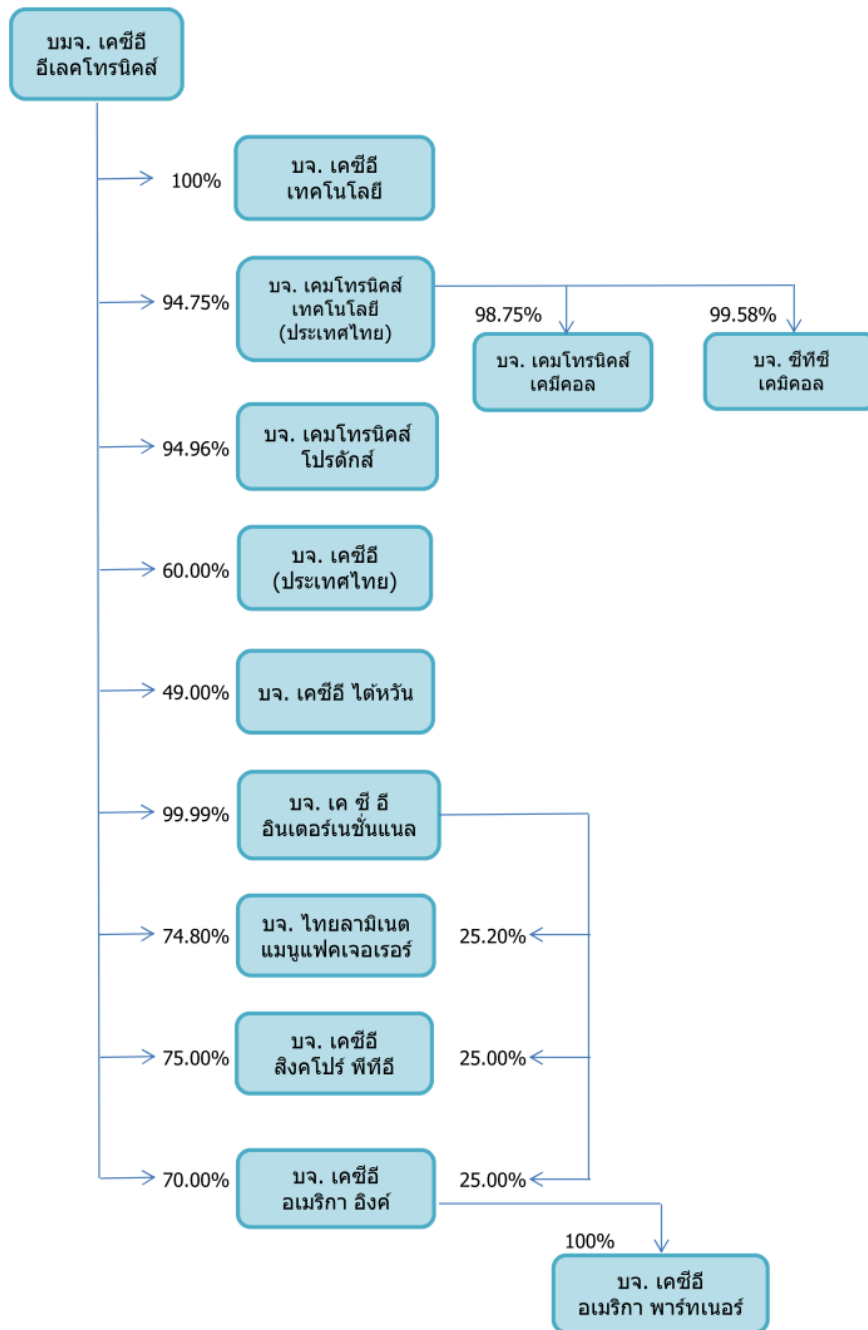 บมจ. เคซีอี
อีเลคโทรนิคส์
100%
บจ. เคซีอี
เทคโนโลยี
94.75%
บจ. เคมโทรนิคส์
เทคโนโลยี
(ประเทศไทย)
98.75%
บจ. เคมโทรนิคส์
เคมีคอล
99.58%
บจ. ซีทีซี
เคมิคอล
94.96%
บจ. เคมโทรนิคส์
โปรดักส์
60.00%
บจ. เคซีอี
(ประเทศไทย)
49.00%
บจ. เคซีอี ไต้หวัน
99.99%
บจ. เค ซี อี
อินเตอร์เนชั่นแนล
74.80%
บจ. ไทยลามิเนต
แมนูแฟคเจอเรอร์
25.20%
75.00%
บจ. เคซีอี
สิงคโปร์ พีทีอี
25.00%
70.00%
บจ. เคซีอี
อเมริกา อิงค์
25.00%
100%
บจ. เคซีอี
อเมริกา พาร์ทเนอร์